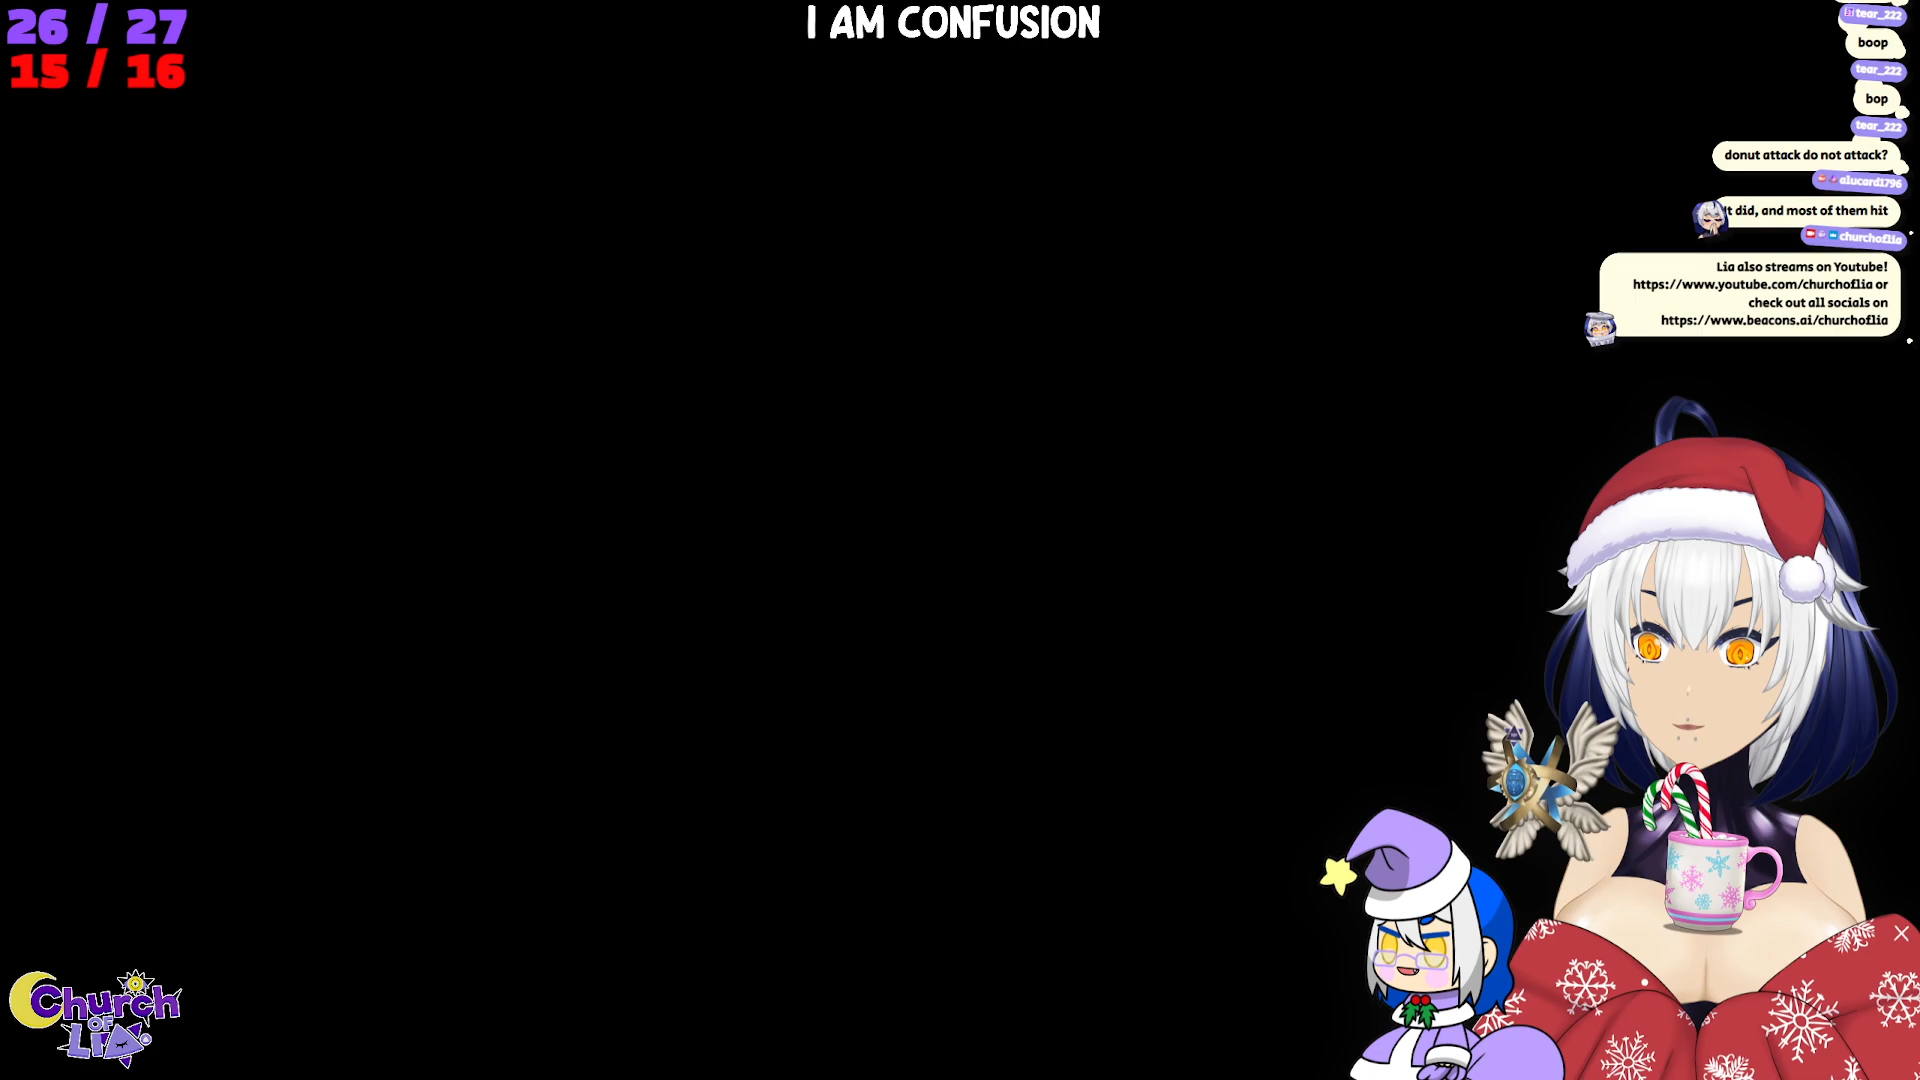 26 / 27
15 / 16
I AM CONFUSION
tear_222
boop
tear_222
bop
tear_222
donut attack do not attack?
alucard1796
It did, and most of them hit
churchoflia
Lia also streams on Youtube!
https://www.youtube.com/churchoflia or
check out all socials on
https://www.beacons.ai/churchoflia
Church
OF
Lia